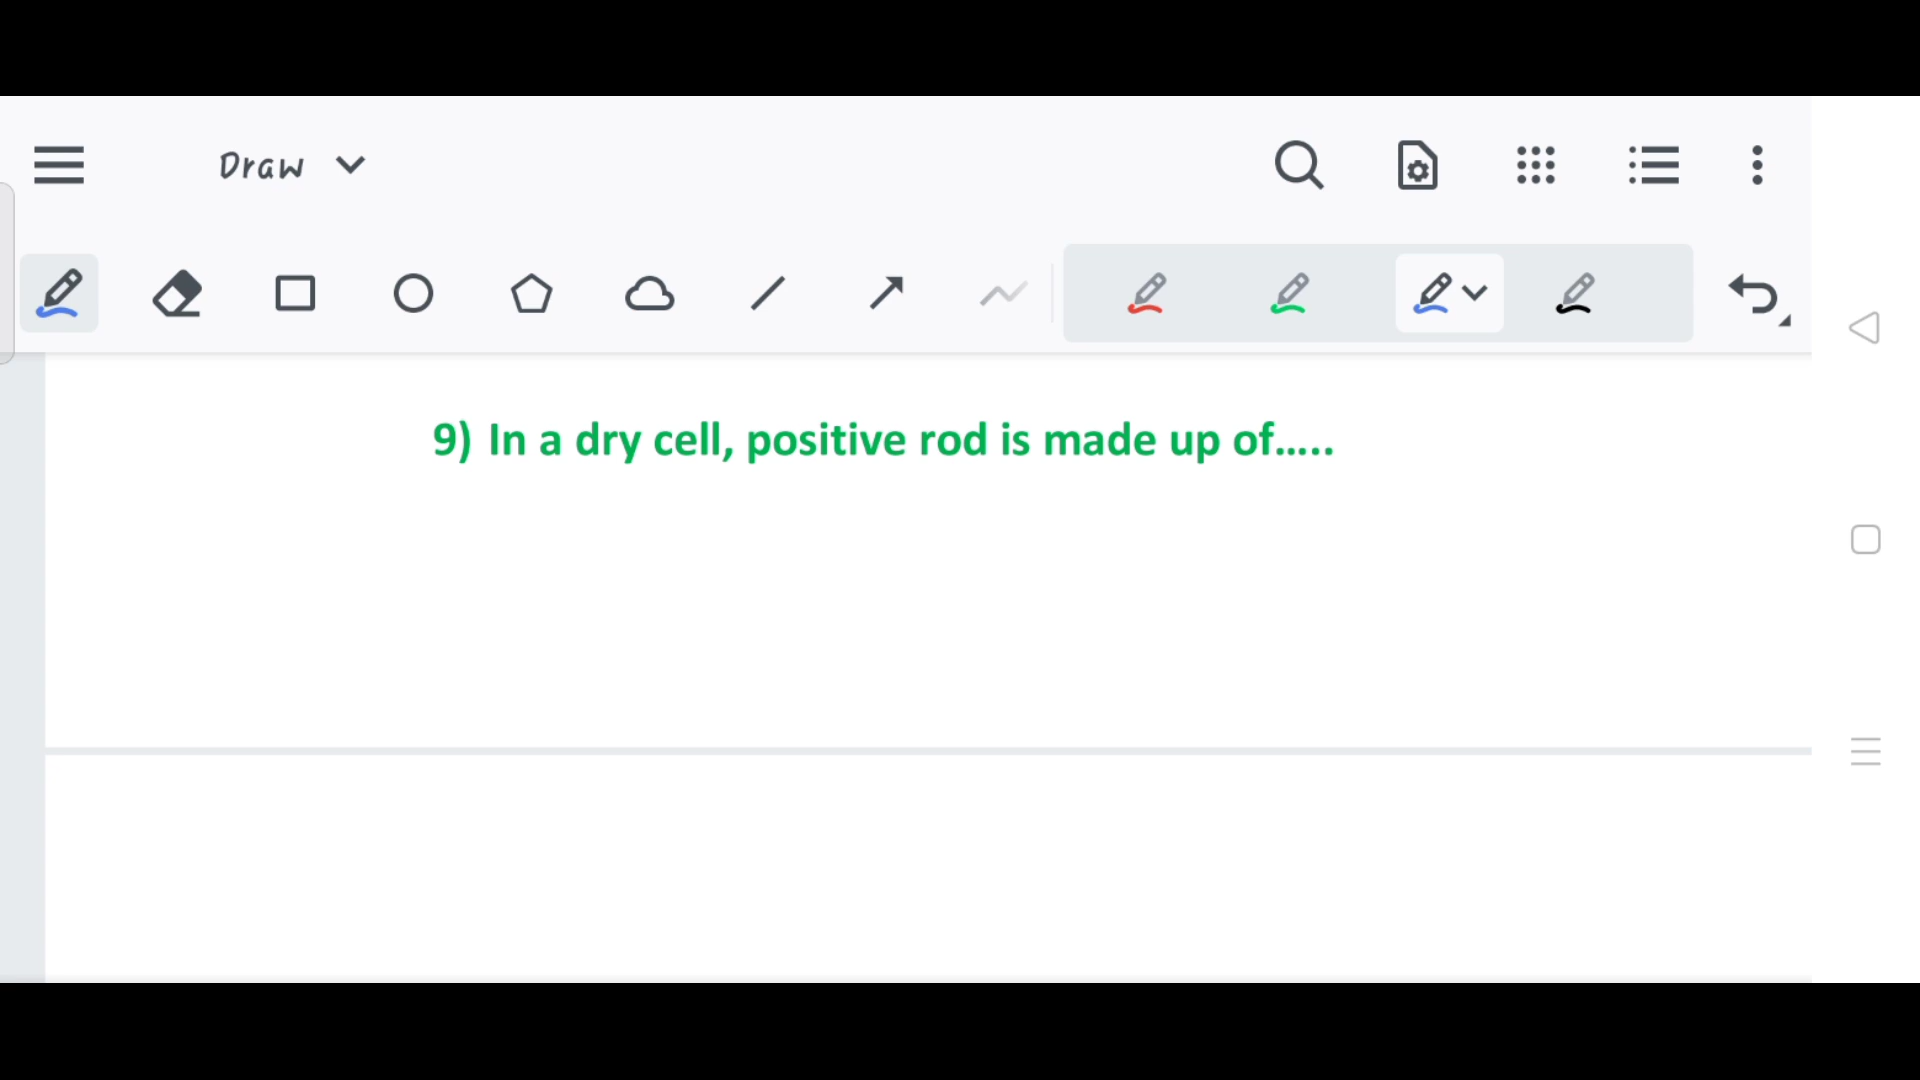 Draw
9) In a dry cell, positive rod is made up of.....